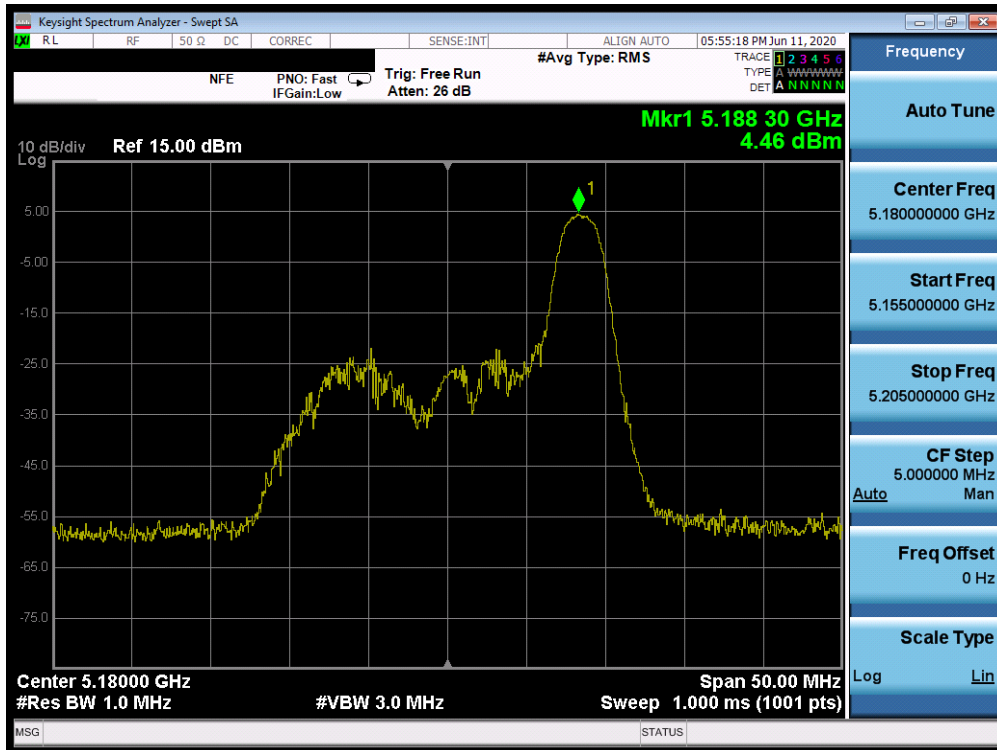 Keysight Spectrum Analyzer - Swept SA
LXI RL RF 50 Ω DC CORREC SENSE:INT ALIGN AUTO 05:55:18 PM Jun 11, 2020
#Avg Type: RMS
TRACE 1 2 3 4 5 6
TYPE A WWWWW
DET A N N N N N
NFE PNO: Fast Trig: Free Run
IFGain:Low Atten: 26 dB
Mkr1 5.188 30 GHz
4.46 dBm
10 dB/div Ref 15.00 dBm
Log
1
5.00
-5.00
-15.0
-25.0
-35.0
-45.0
-55.0
-65.0
-75.0
Center 5.18000 GHz Span 50.00 MHz
#Res BW 1.0 MHz #VBW 3.0 MHz Sweep 1.000 ms (1001 pts)
MSG STATUS
Frequency
Auto Tune
Center Freq
5.180000000 GHz
Start Freq
5.155000000 GHz
Stop Freq
5.205000000 GHz
CF Step
5.000000 MHz
Auto Man
Freq Offset
0 Hz
Scale Type
Log Lin